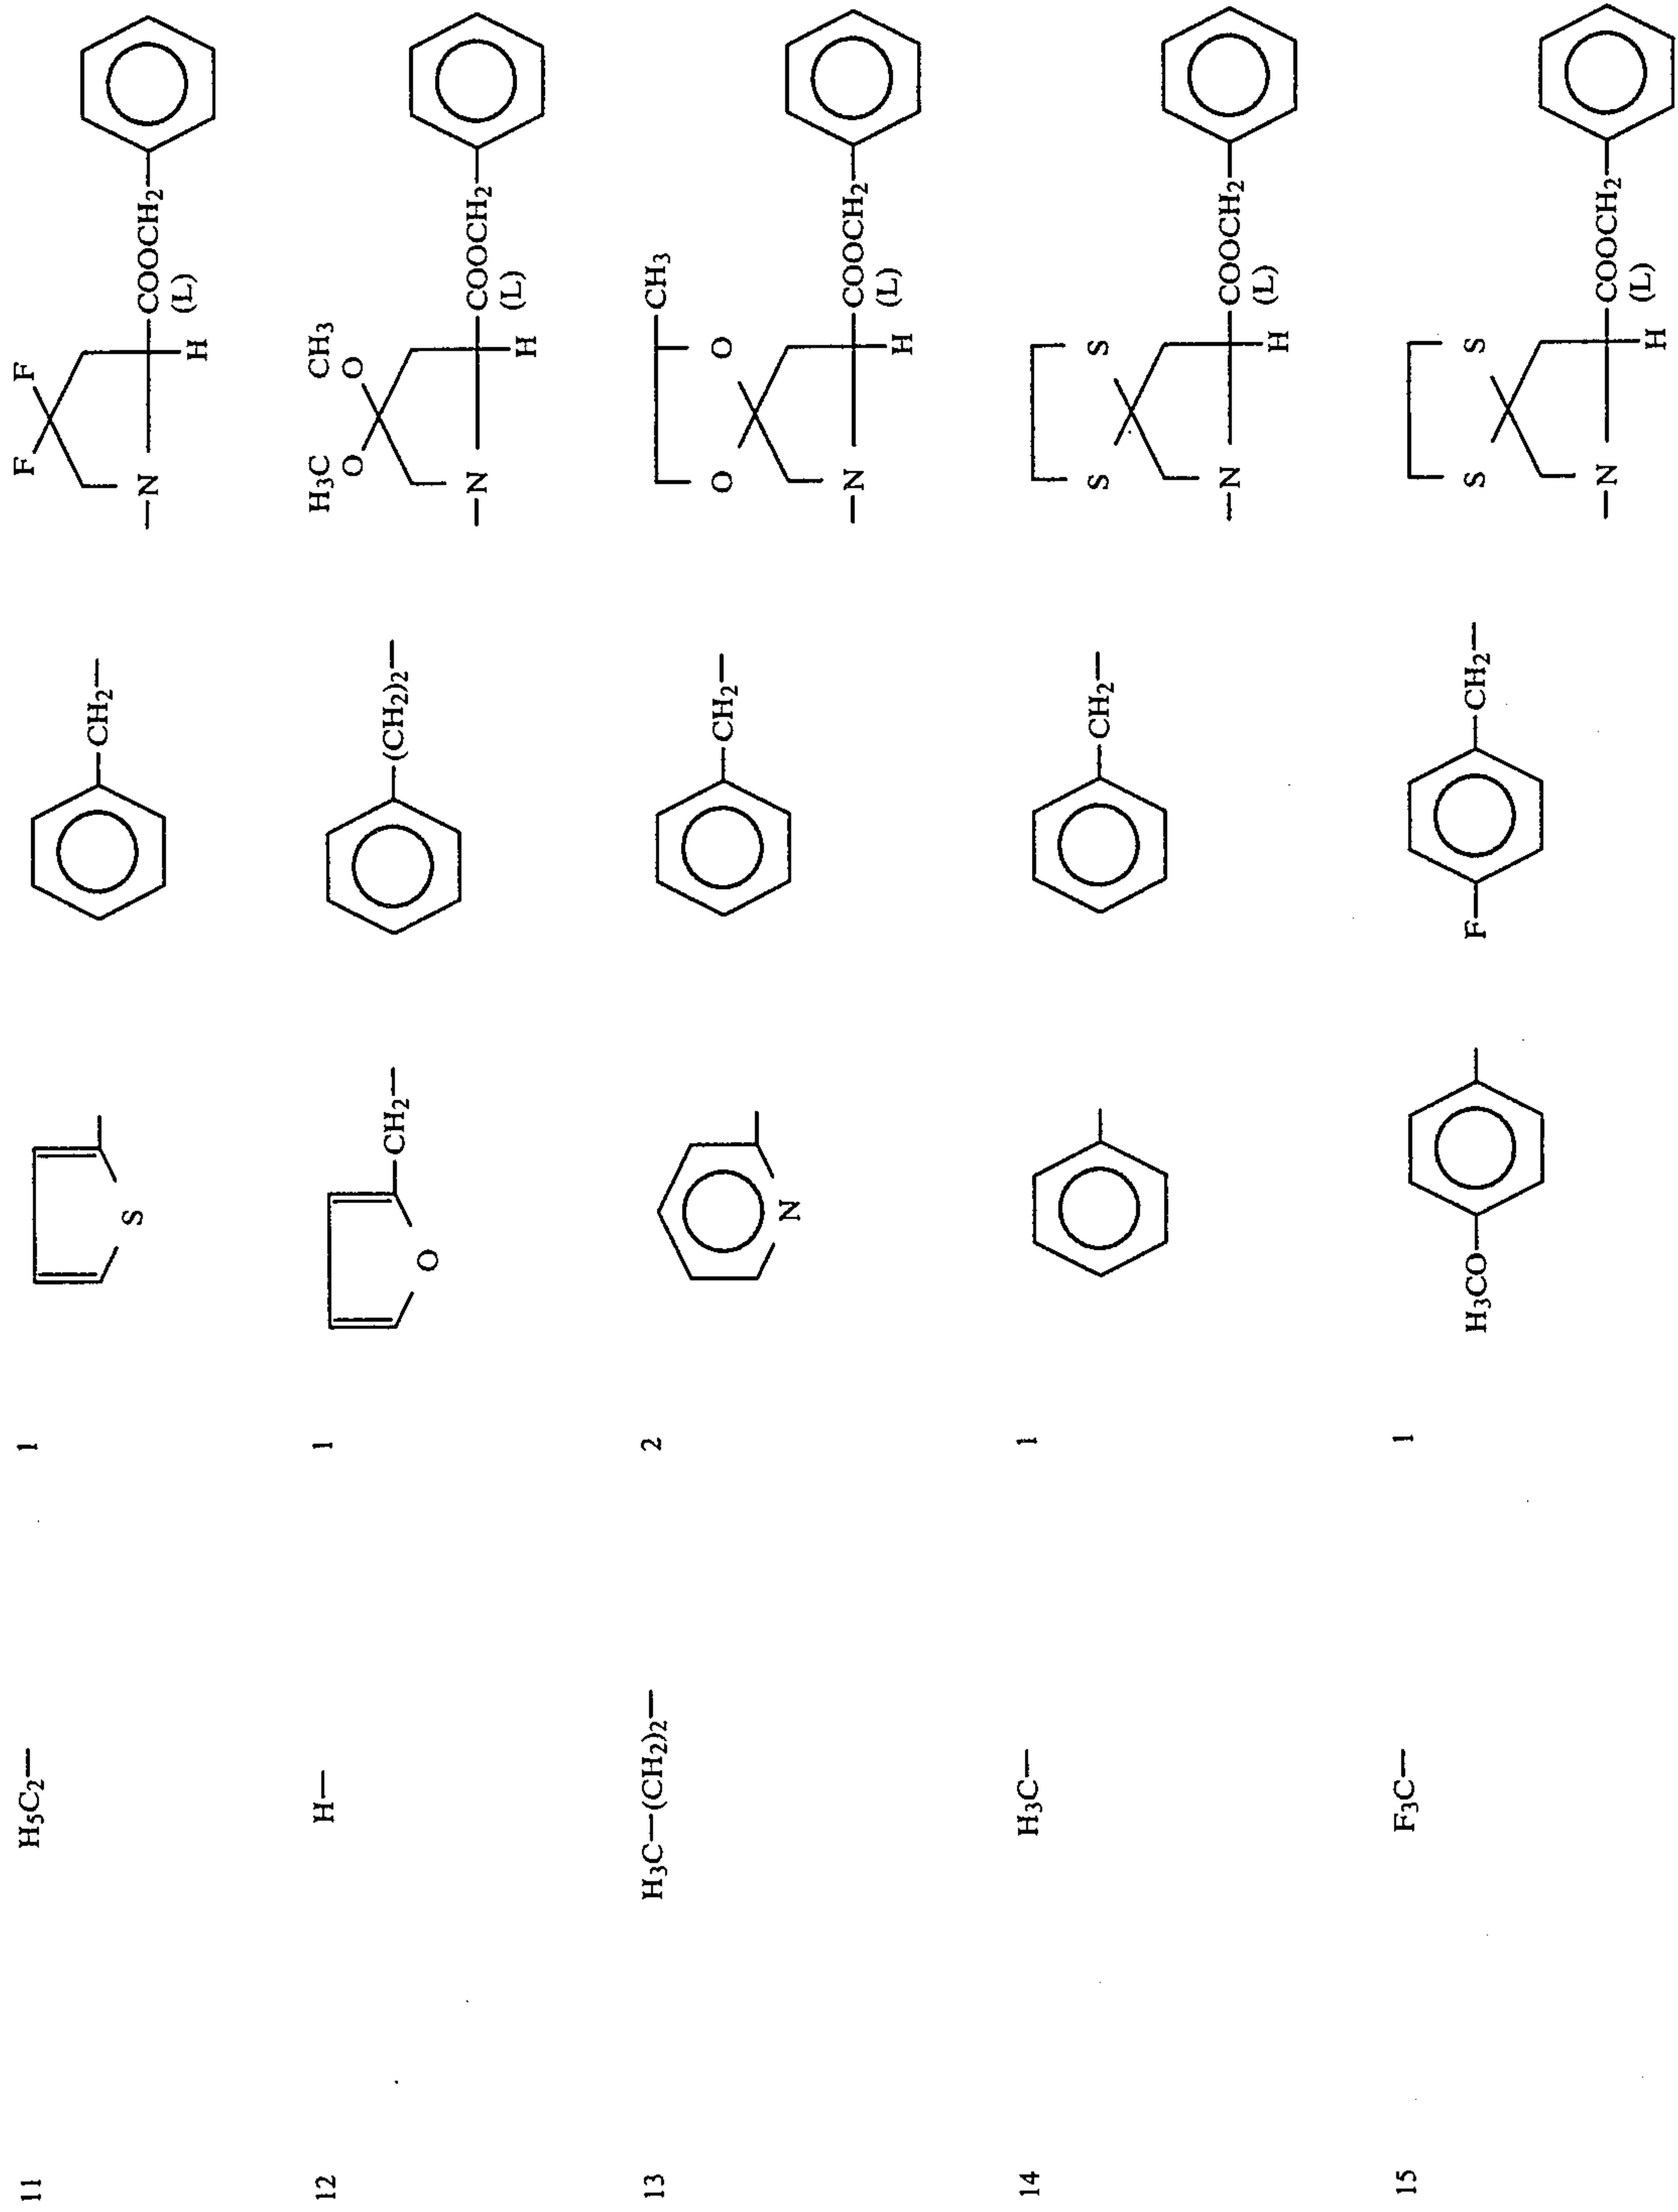 11 H5C2— 1 S CH2— F F —N COOCH2— (L) H
12 H— 1 O CH2— (CH2)2— H3C CH3 O O —N COOCH2— (L) H
13 H3C—(CH2)2— 2 N CH2— CH3 O O —N COOCH2— (L) H
14 H3C— 1 CH2— S S —N COOCH2— (L) H
15 F3C— 1 H3CO F CH2— S S —N COOCH2— (L) H